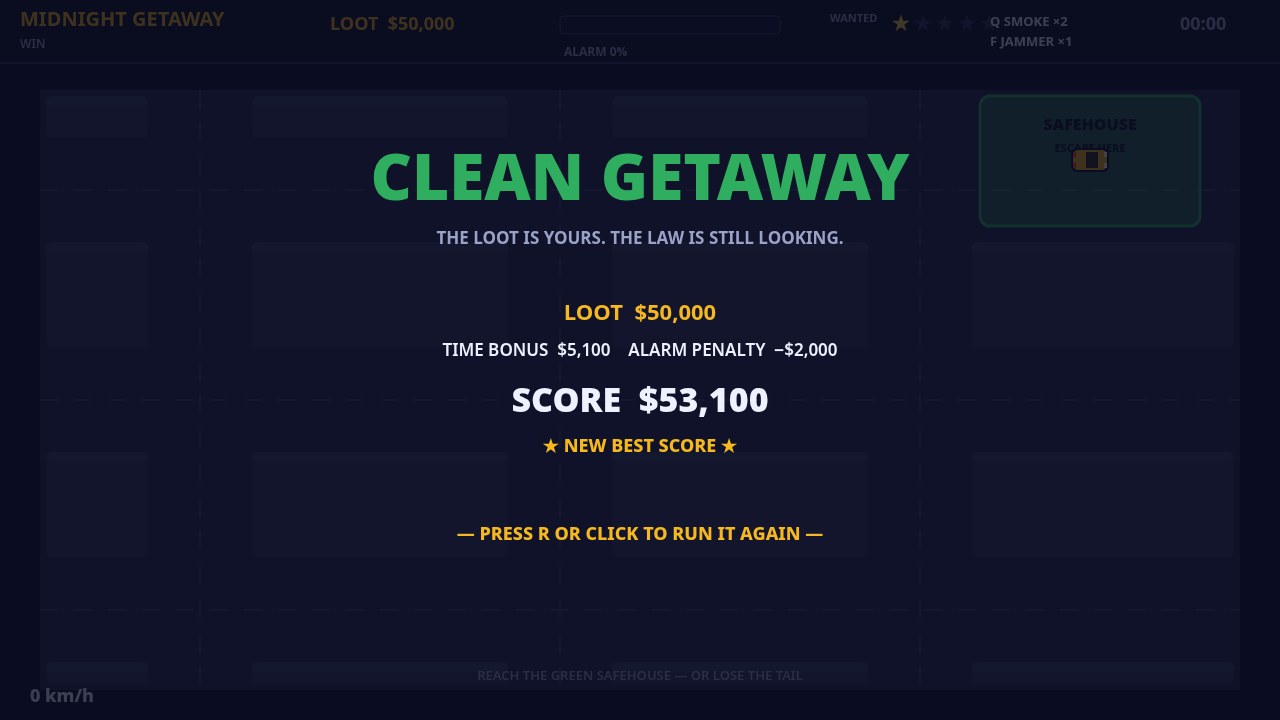 MIDNIGHT GETAWAY
WIN
LOOT $50,000
ALARM 0%
WANTED
Q SMOKE ×2
F JAMMER ×1
00:00
SAFEHOUSE
ESCAPE HERE
CLEAN GETAWAY
THE LOOT IS YOURS. THE LAW IS STILL LOOKING.
LOOT $50,000
TIME BONUS $5,100 ALARM PENALTY −$2,000
SCORE $53,100
★ NEW BEST SCORE ★
— PRESS R OR CLICK TO RUN IT AGAIN —
REACH THE GREEN SAFEHOUSE — OR LOSE THE TAIL
0 km/h